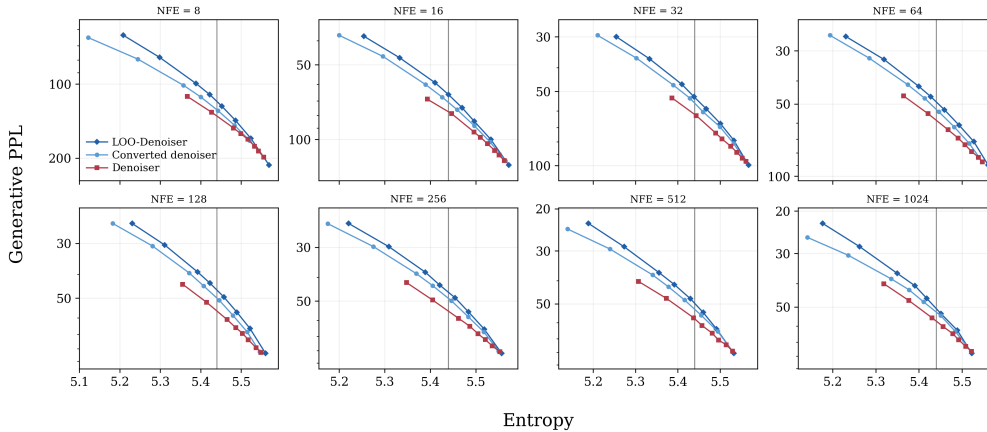 NFE = 8
NFE = 16
NFE = 32
NFE = 64
100
200
LOO-Denoiser
Converted denoiser
Denoiser
50
100
30
50
100
30
50
100
NFE = 128
NFE = 256
NFE = 512
NFE = 1024
30
50
5.1 5.2 5.3 5.4 5.5
30
50
5.2 5.3 5.4 5.5
20
30
50
5.2 5.3 5.4 5.5
20
30
50
5.2 5.3 5.4 5.5
Generative PPL
Entropy